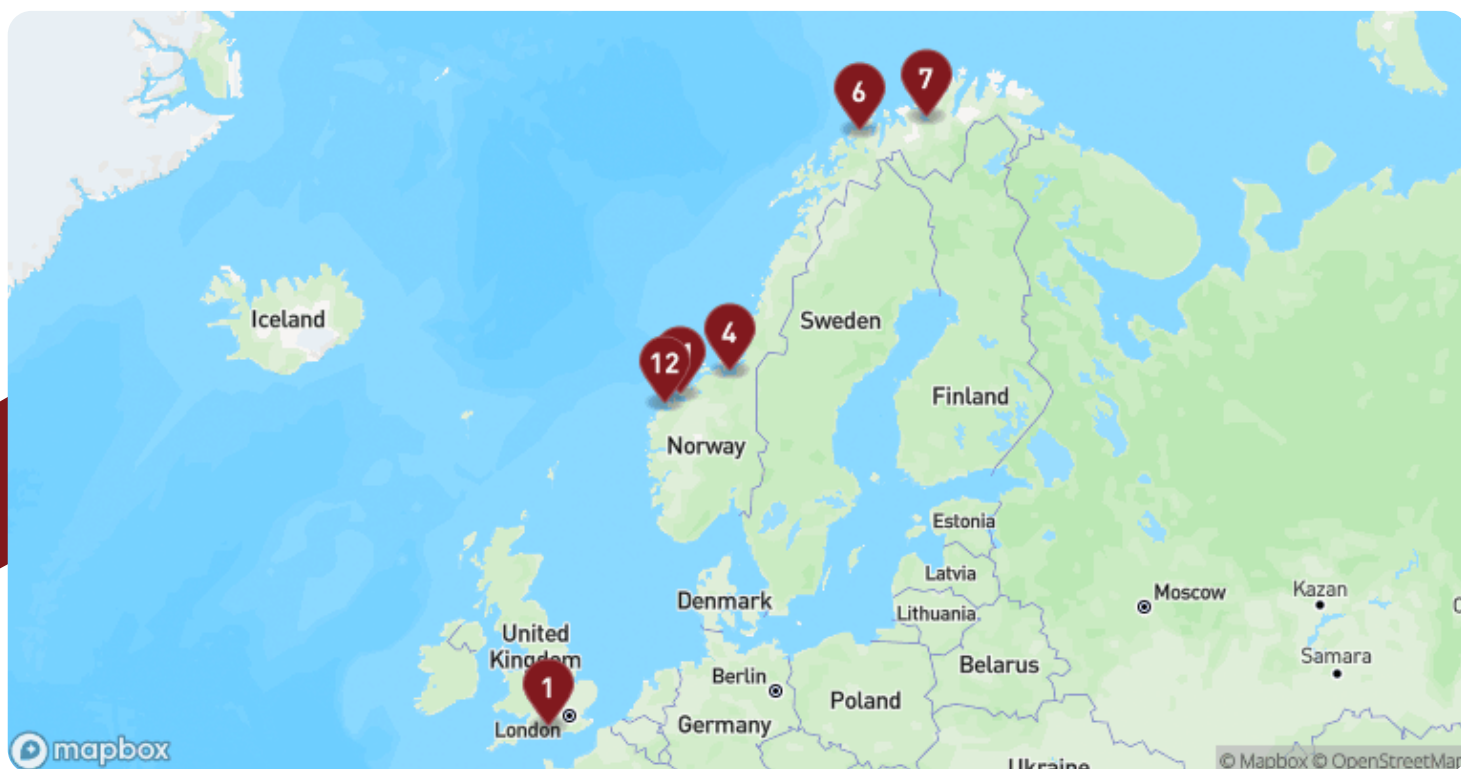 7
6
Iceland
Sweden
4
12
Finland
Norway
Estonia
Latvia
Denmark
Lithuania
Moscow
Kazan
United
Kingdom
Belarus
Samara
1
Berlin
Poland
London
Germany
mapbox
Ukraine
© Mapbox © OpenStreetMap